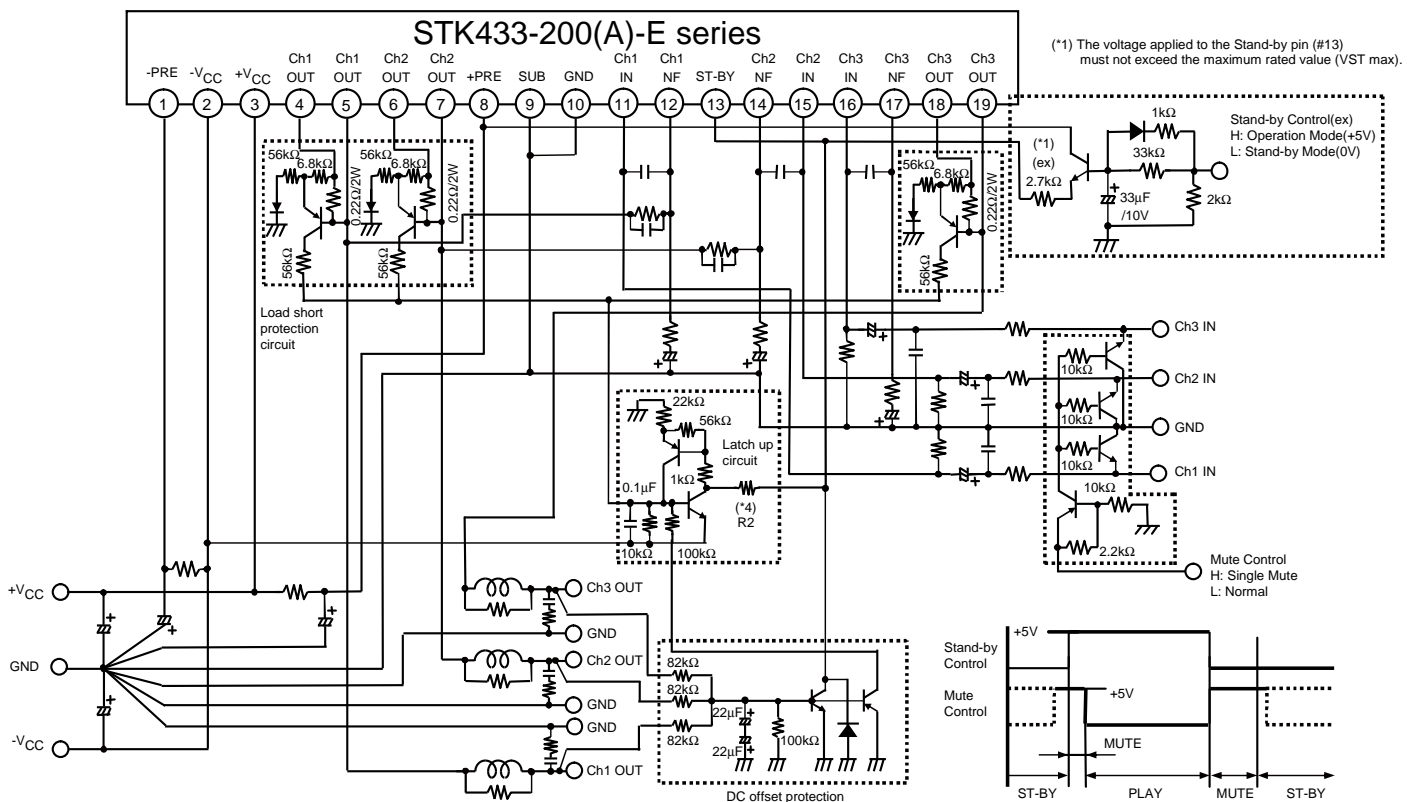 STK433-200(A)-E series
-PRE
-VCC
+VCC
Ch1 OUT
Ch1 OUT
Ch2 OUT
Ch2 OUT
+PRE
SUB
GND
Ch1 IN
Ch1 NF
ST-BY
Ch2 NF
Ch2 IN
Ch3 IN
Ch3 NF
Ch3 OUT
Ch3 OUT
1 2 3 4 5 6 7 8 9 10 11 12 13 14 15 16 17 18 19
(*1) The voltage applied to the Stand-by pin (#13)
must not exceed the maximum rated value (VST max).
56kΩ
6.8kΩ
0.22Ω/2W
56kΩ
56kΩ
6.8kΩ
0.22Ω/2W
56kΩ
Load short
protection
circuit
56kΩ
6.8kΩ
0.22Ω/2W
56kΩ
(*1)
(ex)
2.7kΩ
1kΩ
33kΩ
33µF
/10V
2kΩ
Stand-by Control(ex)
H: Operation Mode(+5V)
L: Stand-by Mode(0V)
Ch3 IN
Ch2 IN
GND
Ch1 IN
10kΩ
10kΩ
10kΩ
10kΩ
2.2kΩ
Mute Control
H: Single Mute
L: Normal
22kΩ
56kΩ
Latch up
circuit
1kΩ
0.1µF
(*4)
R2
10kΩ
100kΩ
+VCC
GND
-VCC
Ch3 OUT
GND
Ch2 OUT
GND
GND
Ch1 OUT
82kΩ
82kΩ
82kΩ
22µF
22µF
100kΩ
DC offset protection
+5V
Stand-by
Control
Mute
Control
+5V
MUTE
ST-BY
PLAY
MUTE
ST-BY